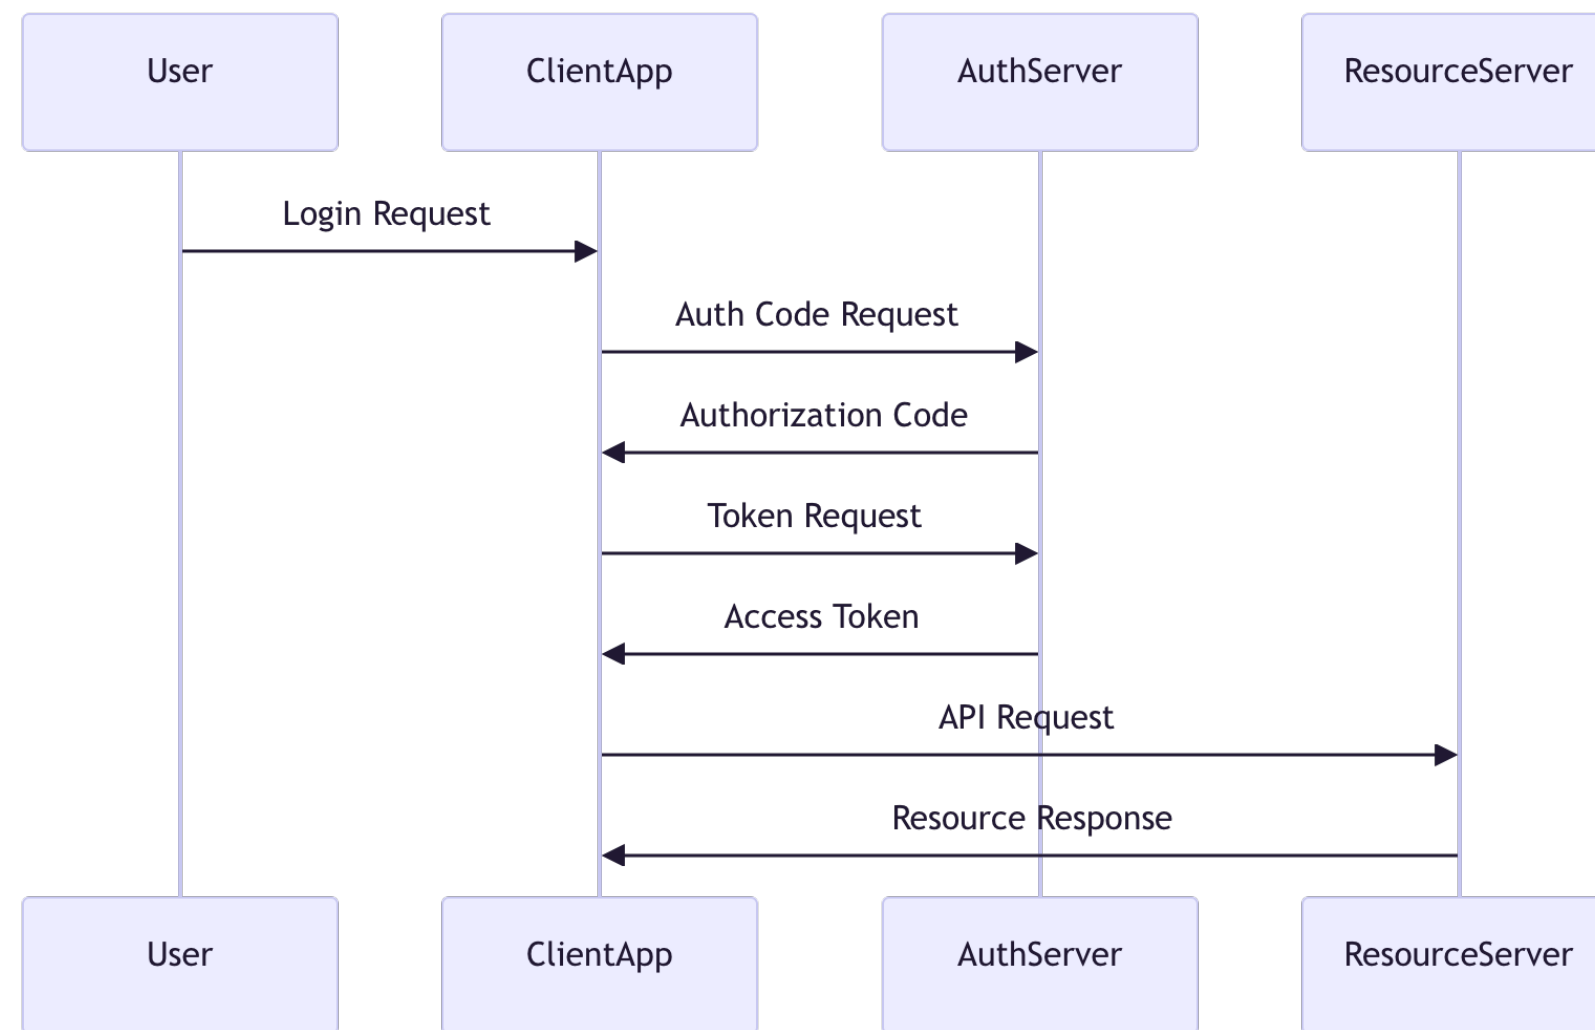 User
ClientApp
AuthServer
ResourceServer
Login Request
Auth Code Request
Authorization Code
Token Request
Access Token
API Request
Resource Response
User
ClientApp
AuthServer
ResourceServer